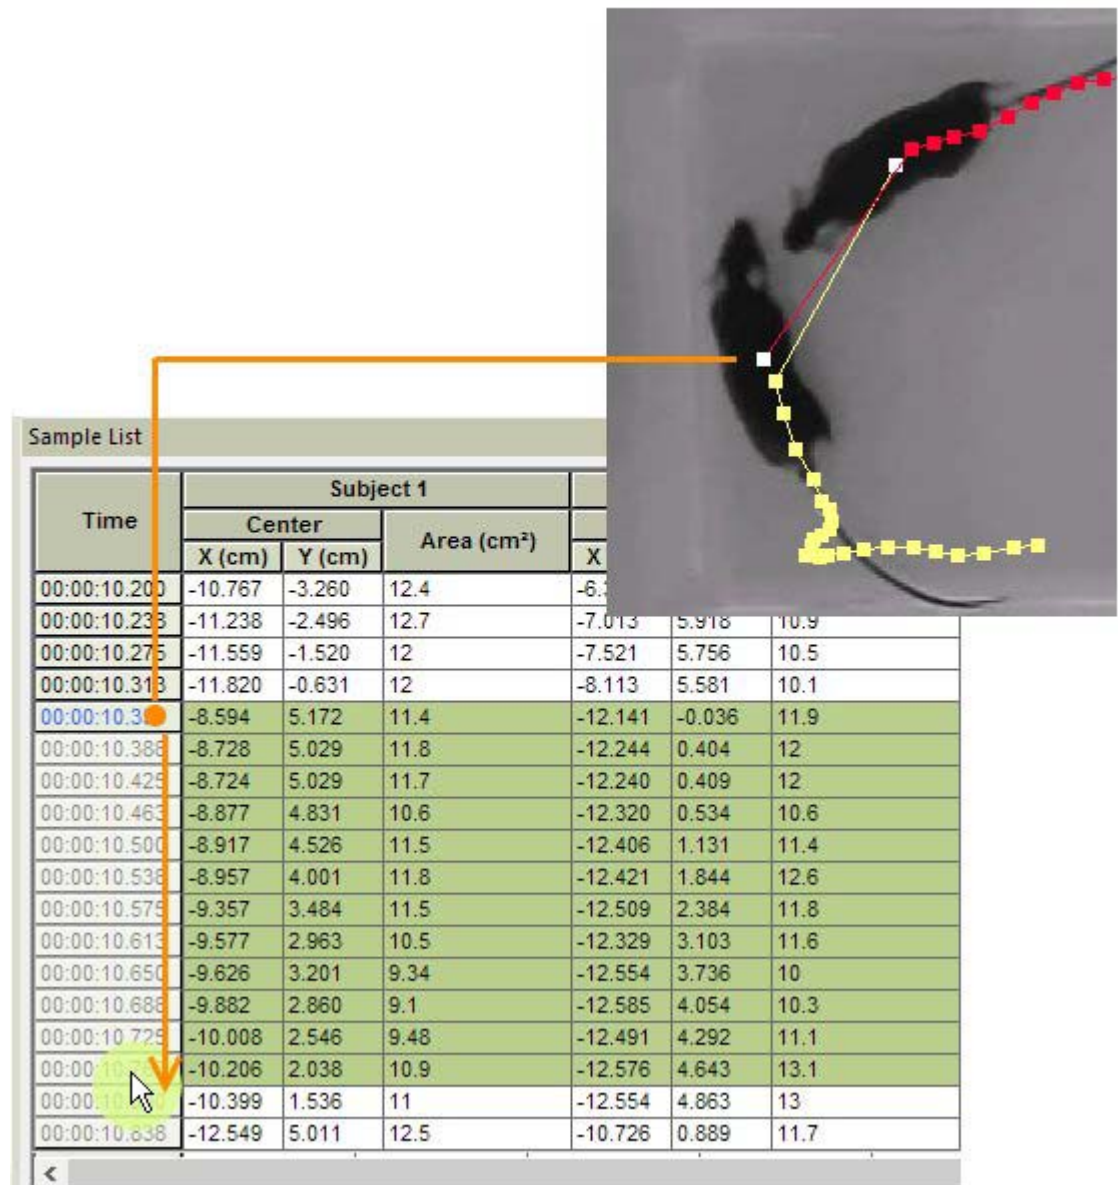 Sample List
Time
Subject 1
Center
Area (cm²)
X (cm) Y (cm)
X
00:00:10.200 -10.767 -3.260 12.4
00:00:10.238 -11.238 -2.496 12.7 -7.013 5.918 10.9
00:00:10.275 -11.559 -1.520 12 -7.521 5.756 10.5
00:00:10.313 -11.820 -0.631 12 -8.113 5.581 10.1
-8.594 5.172 11.4 -12.141 -0.036 11.9
00:00:10.388 -8.728 5.029 11.8 -12.244 0.404 12
00:00:10.425 -8.724 5.029 11.7 -12.240 0.409 12
00:00:10.463 -8.877 4.831 10.6 -12.320 0.534 10.6
00:00:10.500 -8.917 4.526 11.5 -12.406 1.131 11.4
00:00:10.538 -8.957 4.001 11.8 -12.421 1.844 12.6
00:00:10.575 -9.357 3.484 11.5 -12.509 2.384 11.8
00:00:10.613 -9.577 2.963 10.5 -12.329 3.103 11.6
00:00:10.650 -9.626 3.201 9.34 -12.554 3.736 10
00:00:10.688 -9.882 2.860 9.1 -12.585 4.054 10.3
00:00:10.725 -10.008 2.546 9.48 -12.491 4.292 11.1
-10.206 2.038 10.9 -12.576 4.643 13.1
-10.399 1.536 11 -12.554 4.863 13
00:00:10.838 -12.549 5.011 12.5 -10.726 0.889 11.7